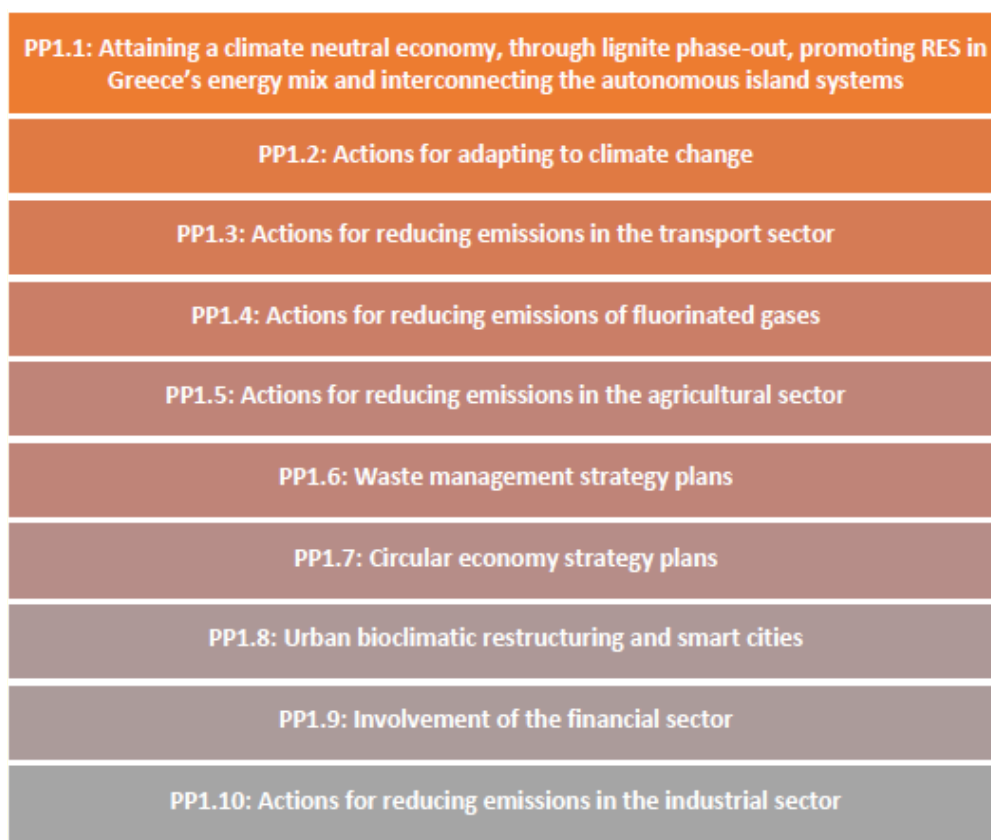 PP1.1: Attaining a climate neutral economy, through lignite phase-out, promoting RES in
Greece’s energy mix and interconnecting the autonomous island systems
PP1.2: Actions for adapting to climate change
PP1.3: Actions for reducing emissions in the transport sector
PP1.4: Actions for reducing emissions of fluorinated gases
PP1.5: Actions for reducing emissions in the agricultural sector
PP1.6: Waste management strategy plans
PP1.7: Circular economy strategy plans
PP1.8: Urban bioclimatic restructuring and smart cities
PP1.9: Involvement of the financial sector
PP1.10: Actions for reducing emissions in the industrial sector